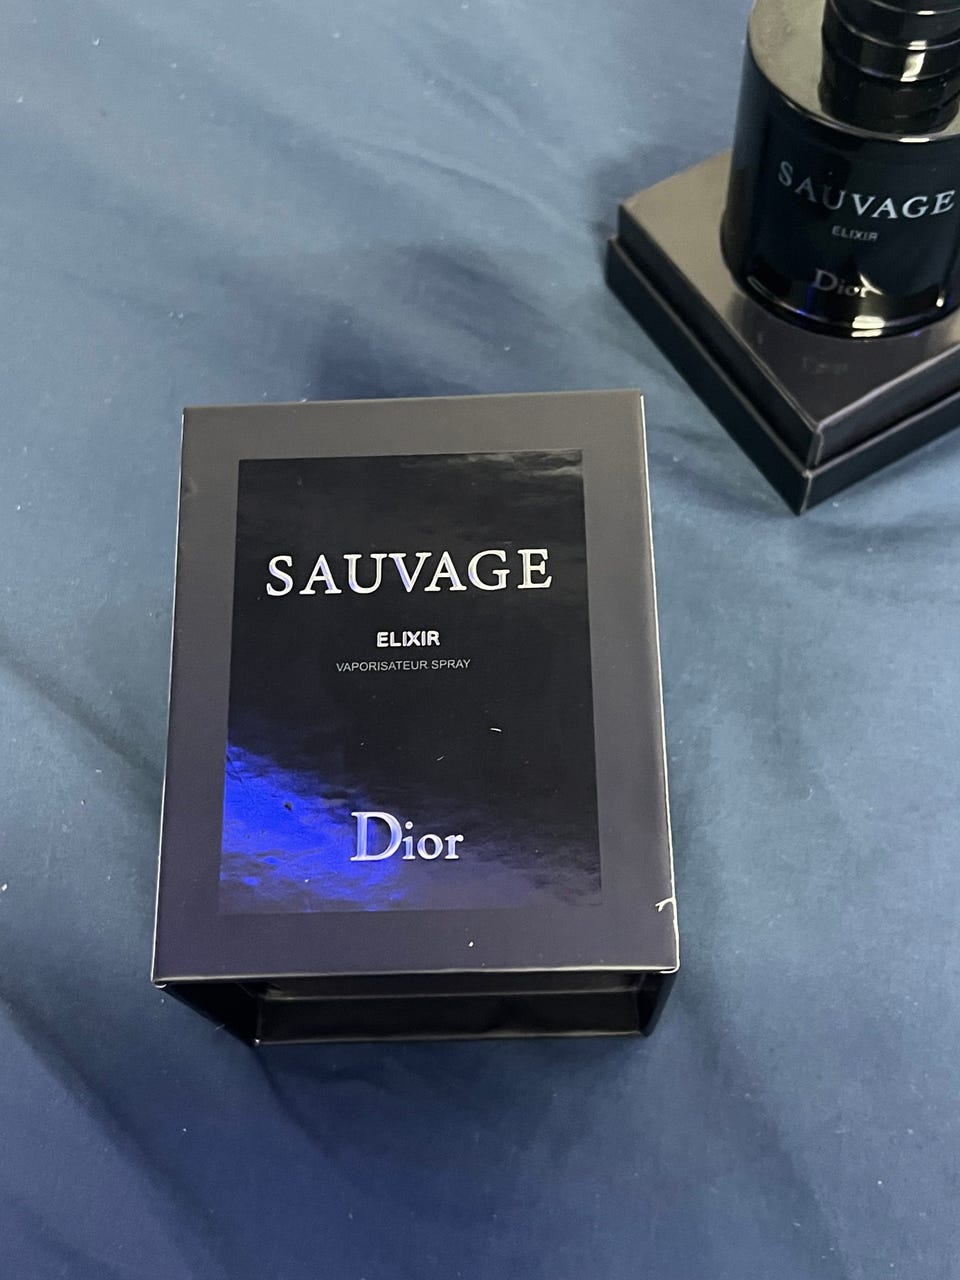 SAUVAGE
ELIXIR
Dior
SAUVAGE
ELIXIR
VAPORISATEUR SPRAY
Dior